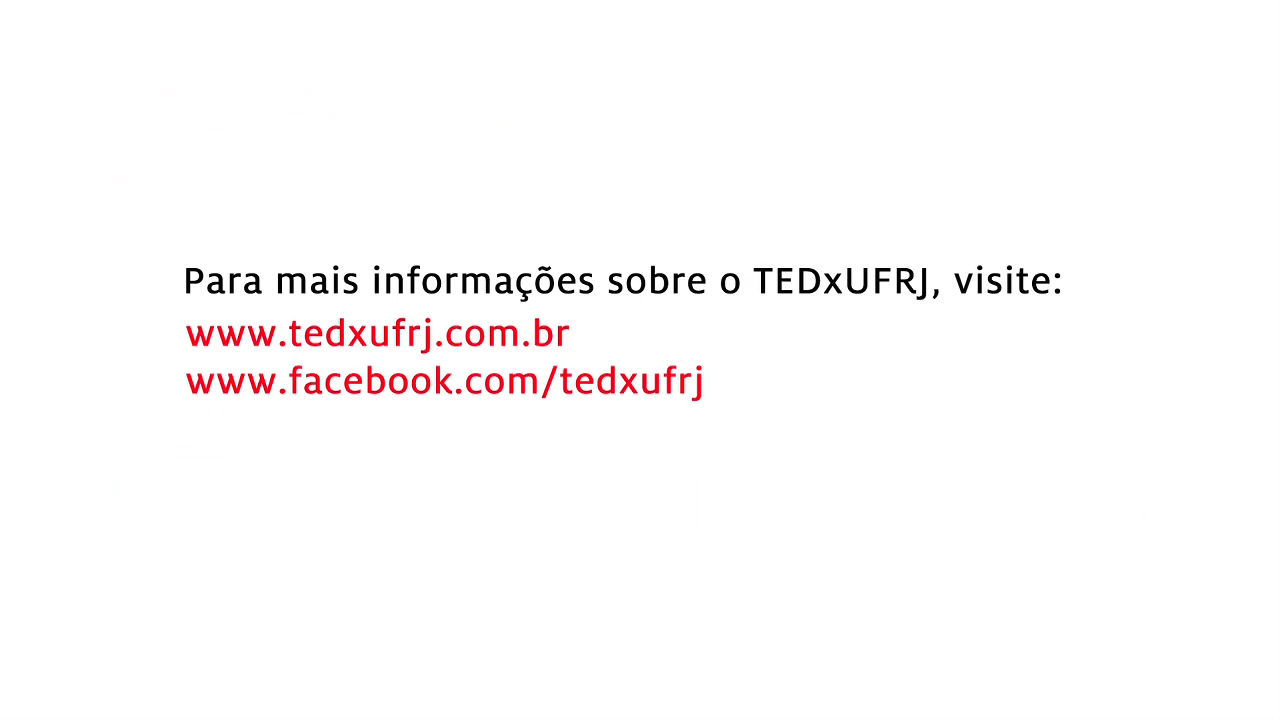 Para mais informações sobre o TEDxUFRJ, visite:
www.tedxufrj.com.br
www.facebook.com/tedxufrj